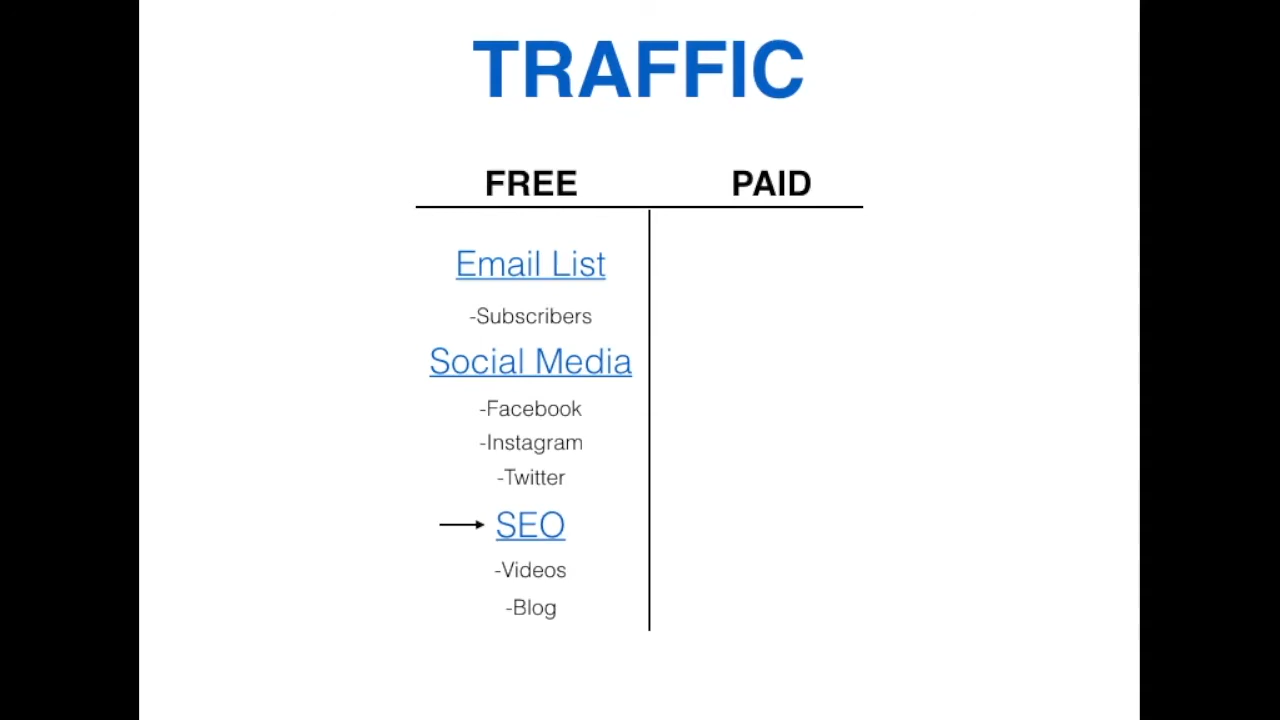 TRAFFIC
FREE PAID
Email List
-Subscribers
Social Media
-Facebook
-Instagram
-Twitter
SEO
-Videos
-Blog